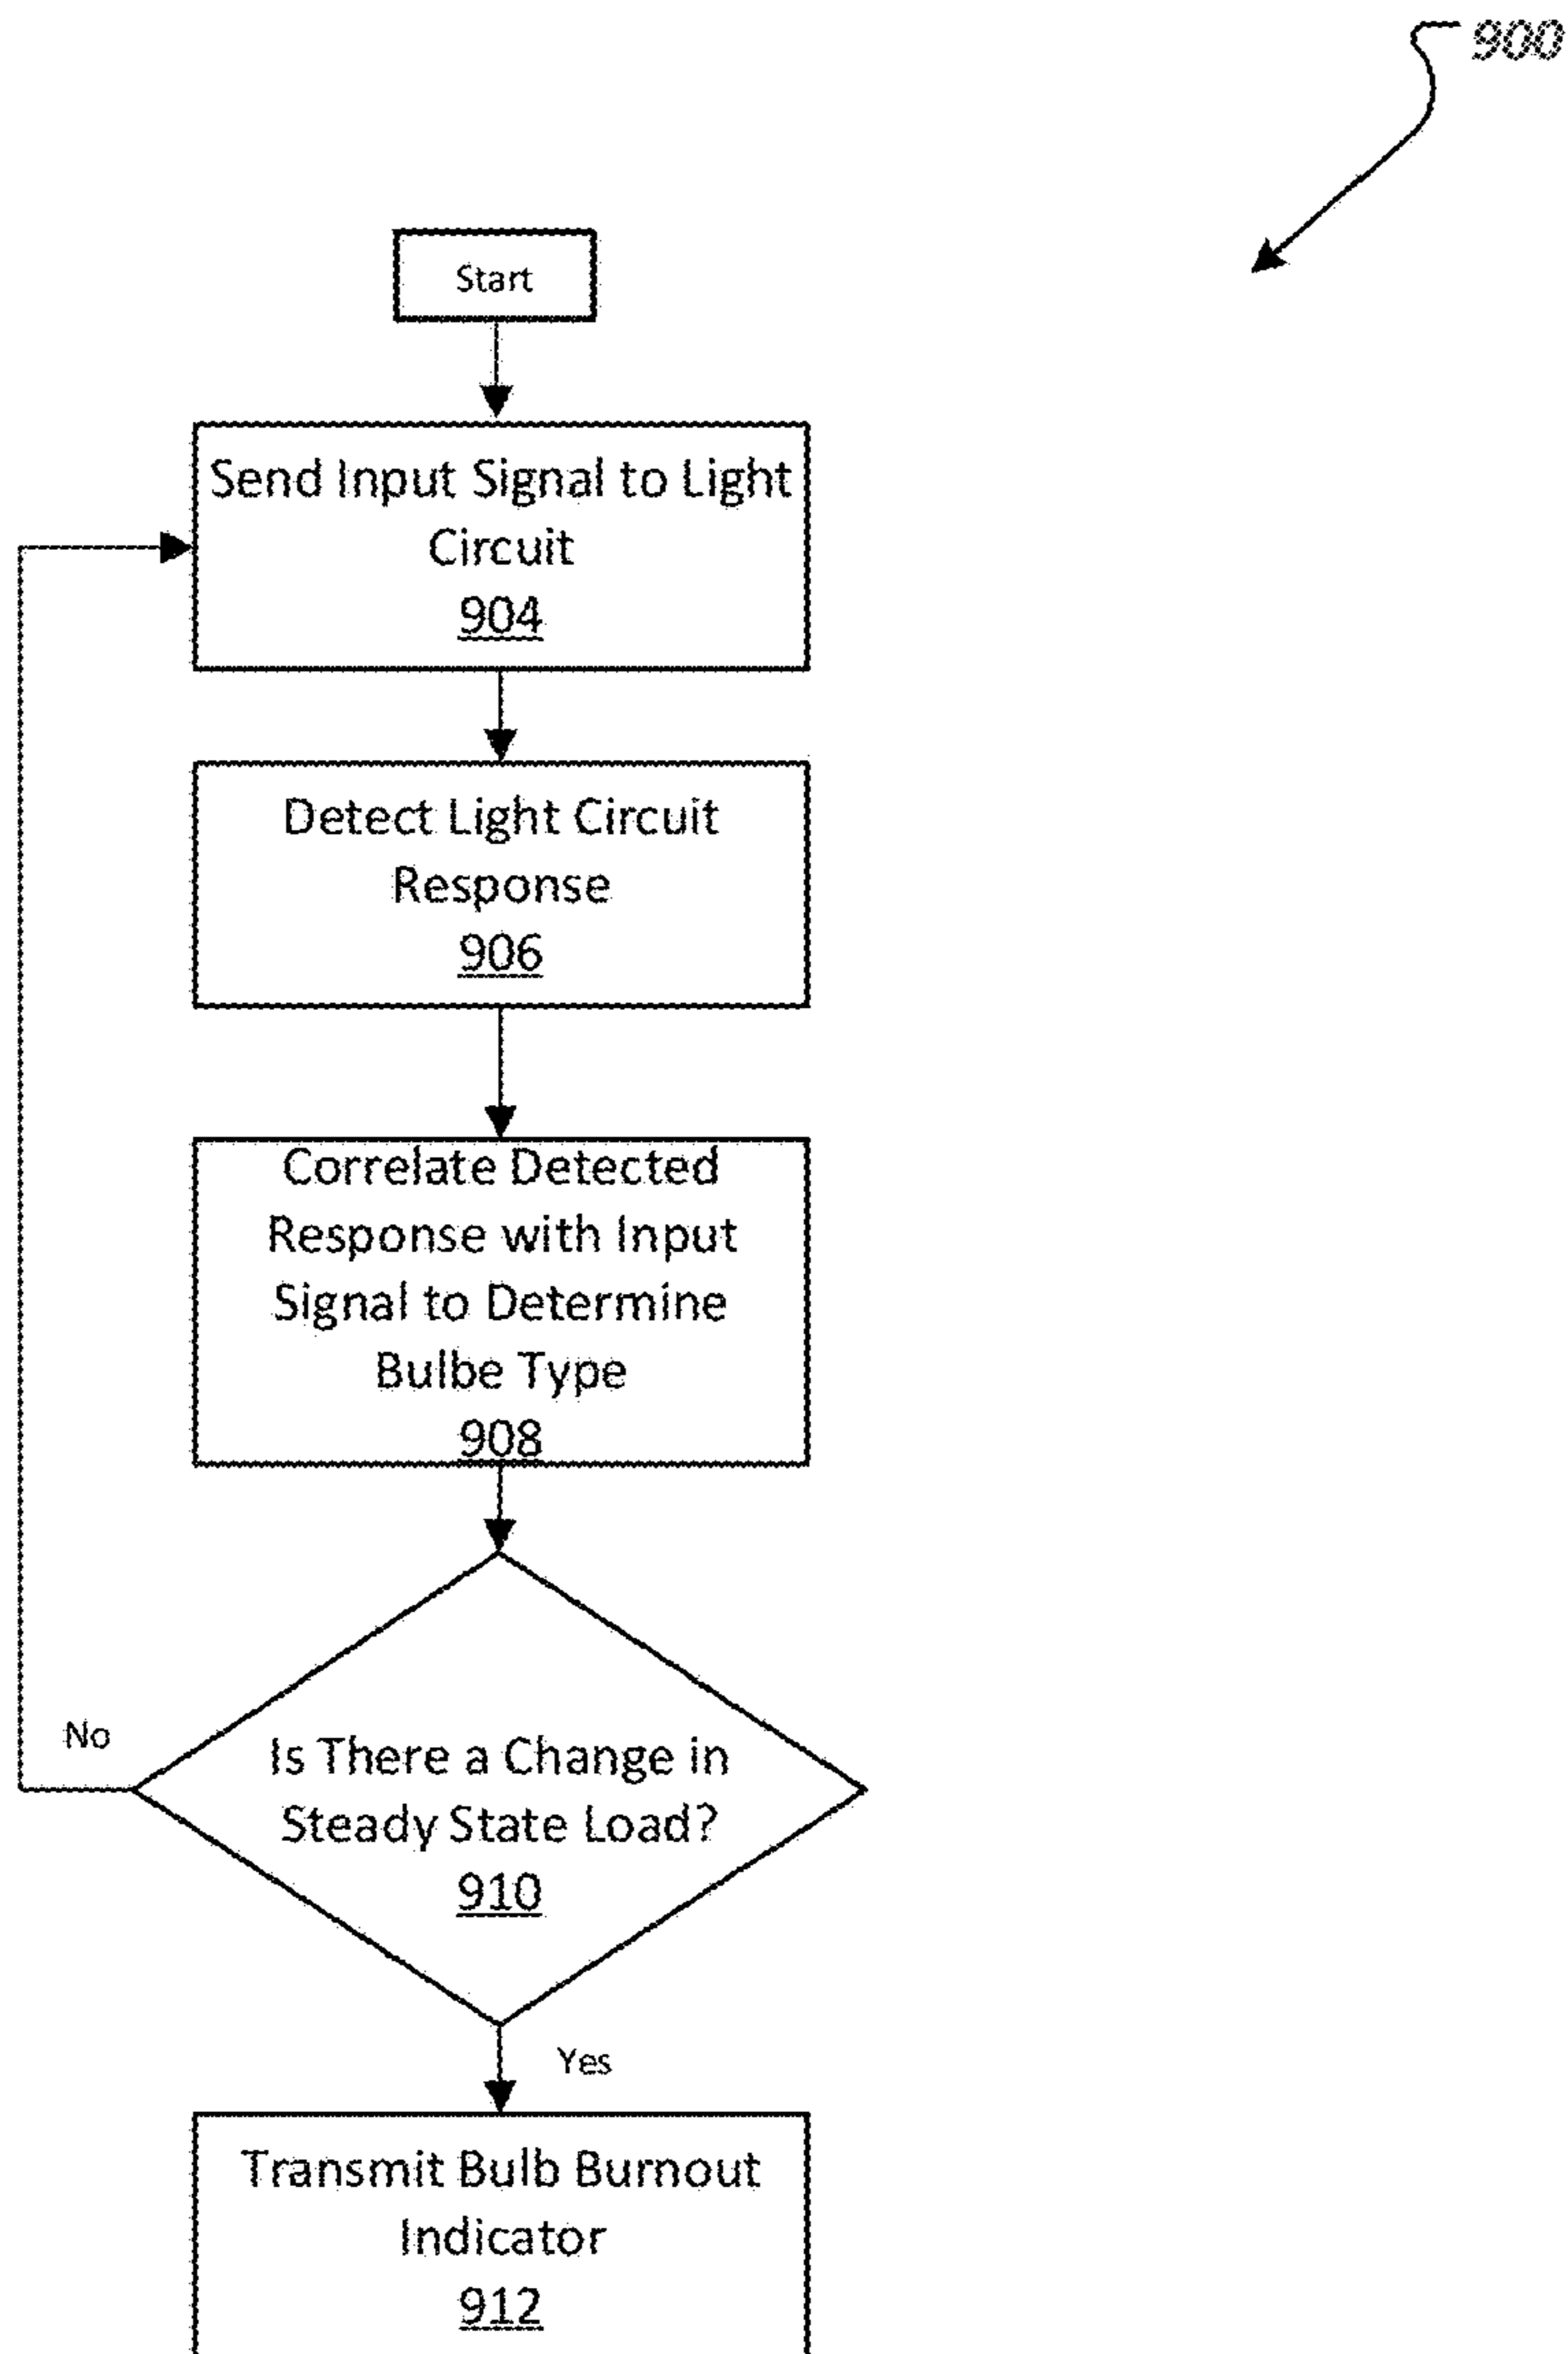 900
Start
Send Input Signal to Light
Circuit
904
Detect Light Circuit
Response
906
Correlate Detected
Response with Input
Signal to Determine
Bulbe Type
908
No
Is There a Change in
Steady State Load?
910
Yes
Transmit Bulb Burnout
Indicator
912